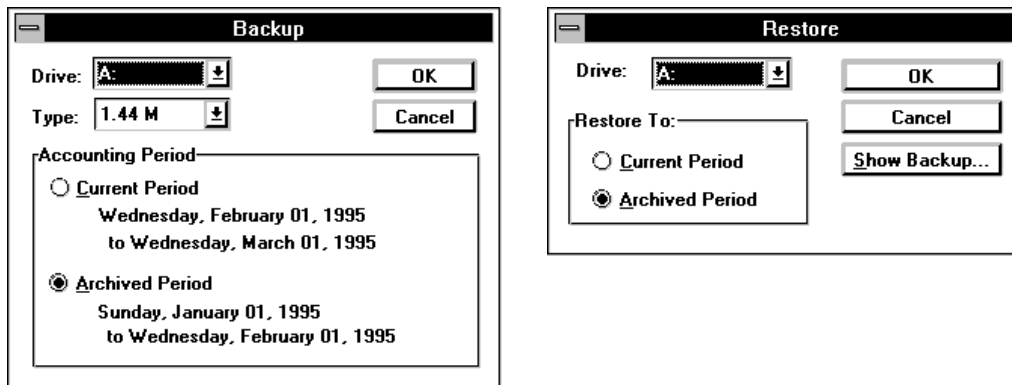 Backup
Drive: A:
OK
Type: 1.44 M
Cancel
Accounting Period
Current Period
Wednesday, February 01, 1995
to Wednesday, March 01, 1995
Archived Period
Sunday, January 01, 1995
to Wednesday, February 01, 1995
Restore
Drive: A:
OK
Cancel
Restore To:
Current Period
Archived Period
Show Backup...